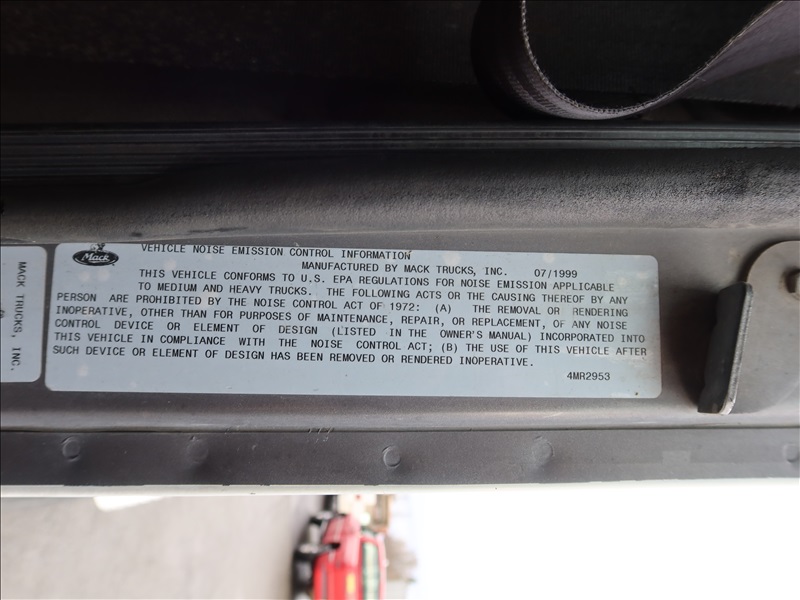 MACK TRUCKS, INC.
Mack
VEHICLE NOISE EMISSION CONTROL INFORMATION
MANUFACTURED BY MACK TRUCKS, INC. 07/1999
THIS VEHICLE CONFORMS TO U.S. EPA REGULATIONS FOR NOISE EMISSION APPLICABLE
TO MEDIUM AND HEAVY TRUCKS. THE FOLLOWING ACTS OR THE CAUSING THEREOF BY ANY
PERSON ARE PROHIBITED BY THE NOISE CONTROL ACT OF 1972: (A) THE REMOVAL OR RENDERING
INOPERATIVE, OTHER THAN FOR PURPOSES OF MAINTENANCE, REPAIR, OR REPLACEMENT, OF ANY NOISE
CONTROL DEVICE OR ELEMENT OF DESIGN (LISTED IN THE OWNER'S MANUAL) INCORPORATED INTO
THIS VEHICLE IN COMPLIANCE WITH THE NOISE CONTROL ACT; (B) THE USE OF THIS VEHICLE AFTER
SUCH DEVICE OR ELEMENT OF DESIGN HAS BEEN REMOVED OR RENDERED INOPERATIVE.
4MR2953